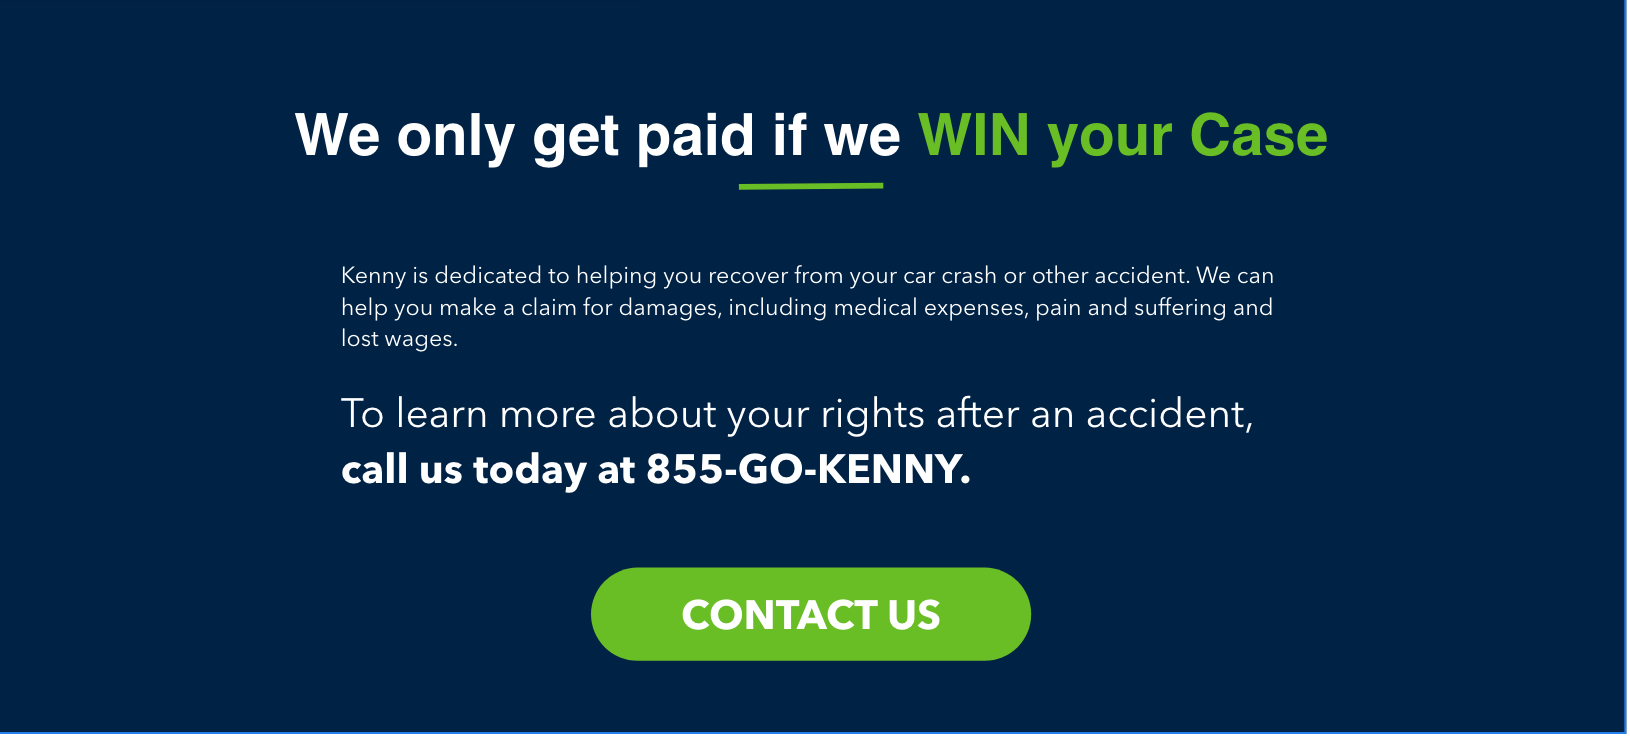 We only get paid if we WIN your Case
Kenny is dedicated to helping you recover from your car crash or other accident. We can
help you make a claim for damages, including medical expenses, pain and suffering and
lost wages.
To learn more about your rights after an accident,
call us today at 855-GO-KENNY.
CONTACT US